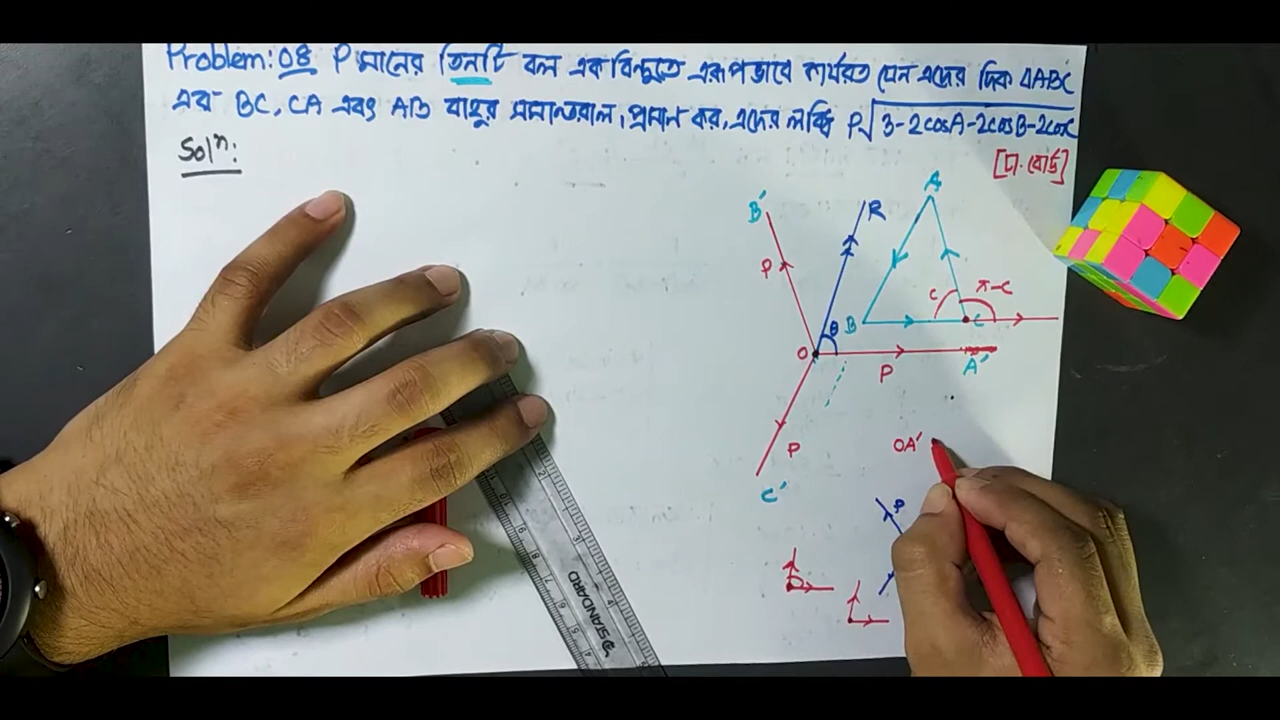 Problem: 08 P মানের তিনটি বল একবিন্দুতে এরূপভাবে কার্যরত যেন এদের দিক ΔABC
এর BC, CA এবং AB বাহুর সমান্তরাল, প্রমাণ কর, এদের লব্ধি P√3-2cosA-2cosB-2cosC
Solⁿ:
[ঢা. বোর্ড]
A
B′
R
P
C
π-C
B
C
θ
O
P
A′
P
OA′
C′
P
STANDARD